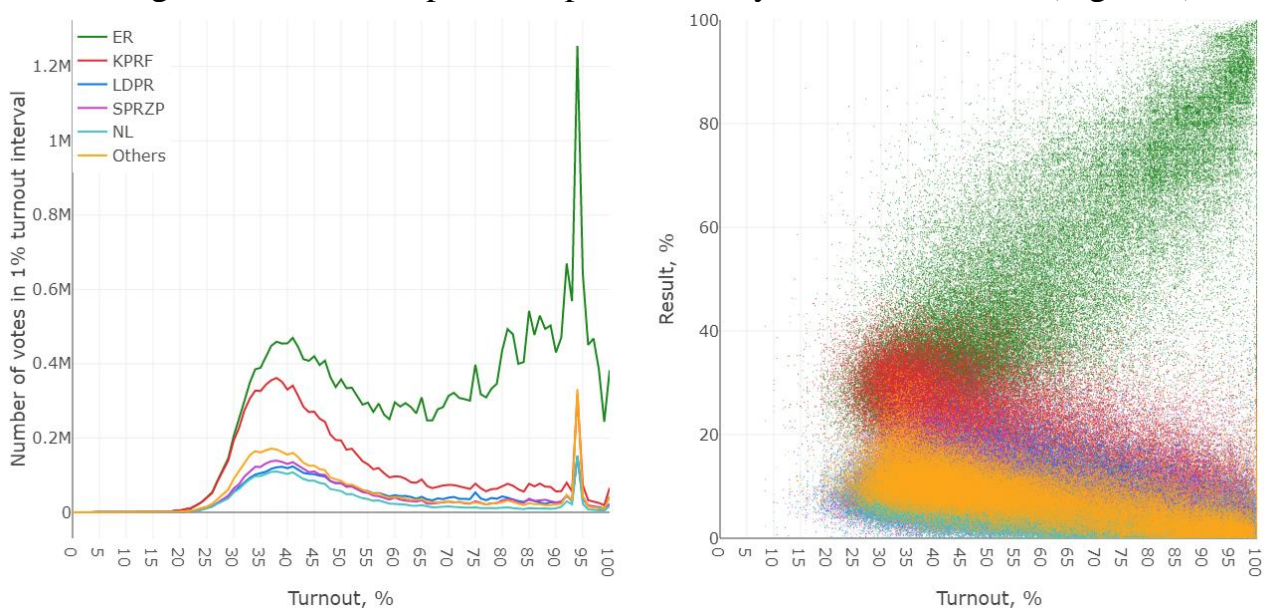 ER
KPRF
LDPR
SPRZP
NL
Others
Number of votes in 1% turnout interval
1.2M
1M
0.8M
0.6M
0.4M
0.2M
0
0 5 10 15 20 25 30 35 40 45 50 55 60 65 70 75 80 85 90 95 100
Turnout, %
Result, %
100
80
60
40
20
0
0 5 10 15 20 25 30 35 40 45 50 55 60 65 70 75 80 85 90 95 100
Turnout, %